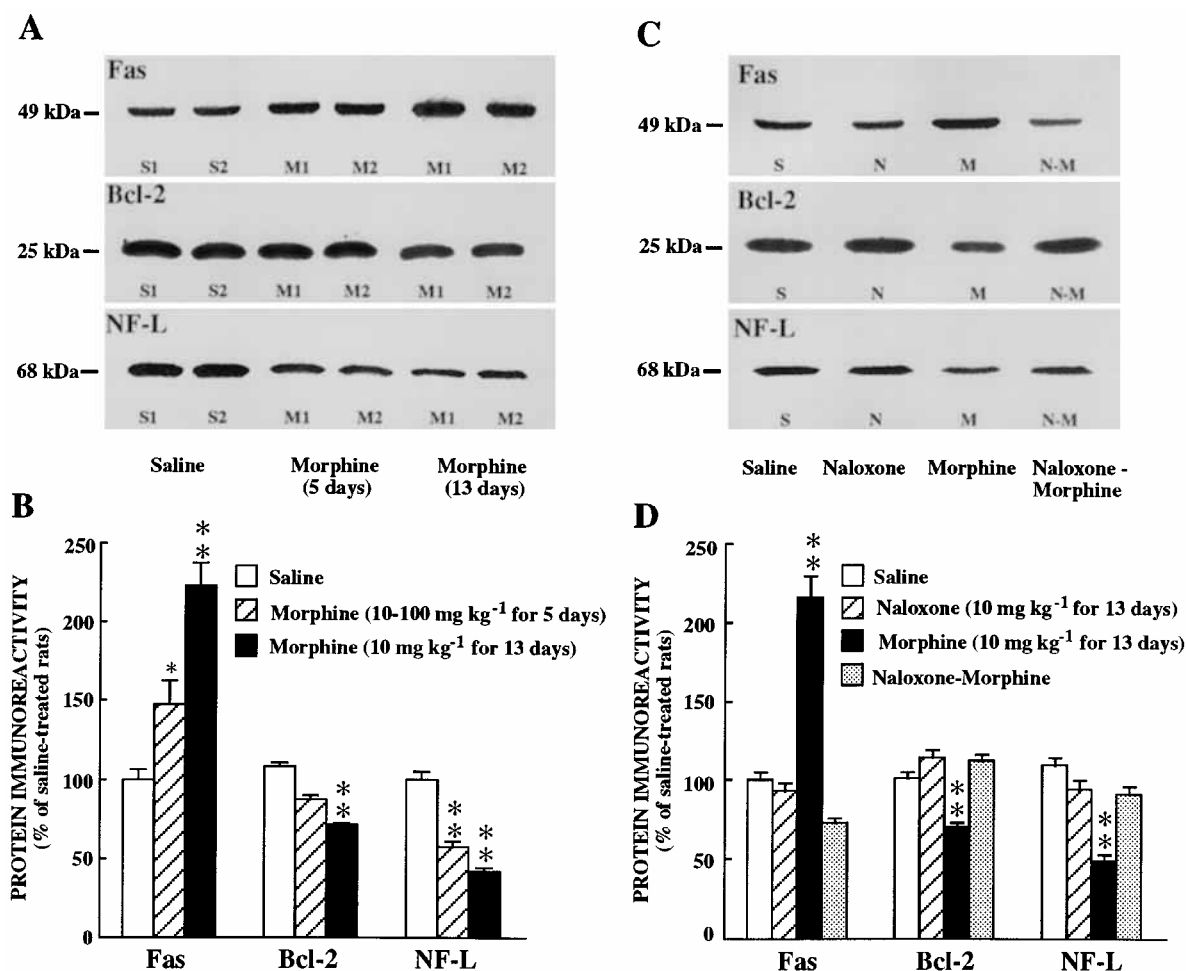 A
Fas
49 kDa
S1 S2 M1 M2 M1 M2
Bcl-2
25 kDa
S1 S2 M1 M2 M1 M2
NF-L
68 kDa
S1 S2 M1 M2 M1 M2
Saline
Morphine
(5 days)
Morphine
(13 days)
B
PROTEIN IMMUNOREACTIVITY
(% of saline-treated rats)
250
200
150
100
50
0
**
*
**
**
**
Saline
Morphine (10-100 mg kg-1 for 5 days)
Morphine (10 mg kg-1 for 13 days)
Fas Bcl-2 NF-L
C
Fas
49 kDa
S N M N-M
Bcl-2
25 kDa
S N M N-M
NF-L
68 kDa
S N M N-M
Saline
Naloxone
Morphine
Naloxone -
Morphine
D
PROTEIN IMMUNOREACTIVITY
(% of saline-treated rats)
250
200
150
100
50
0
**
**
**
Saline
Naloxone (10 mg kg-1 for 13 days)
Morphine (10 mg kg-1 for 13 days)
Naloxone-Morphine
Fas Bcl-2 NF-L